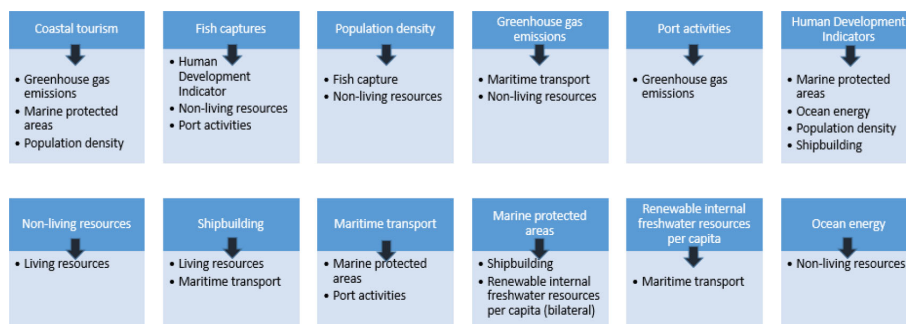 Coastal tourism
• Greenhouse gas
emissions
• Marine protected
areas
• Population density
Fish captures
• Human
Development
Indicator
• Non-living resources
• Port activities
Population density
• Fish capture
• Non-living resources
Greenhouse gas
emissions
• Maritime transport
• Non-living resources
Port activities
• Greenhouse gas
emissions
Human Development
Indicators
• Marine protected
areas
• Ocean energy
• Population density
• Shipbuilding
Non-living resources
• Living resources
Shipbuilding
• Living resources
• Maritime transport
Maritime transport
• Marine protected
areas
• Port activities
Marine protected
areas
• Shipbuilding
• Renewable internal
freshwater resources
per capita (bilateral)
Renewable internal
freshwater resources
per capita
• Maritime transport
Ocean energy
• Non-living resources